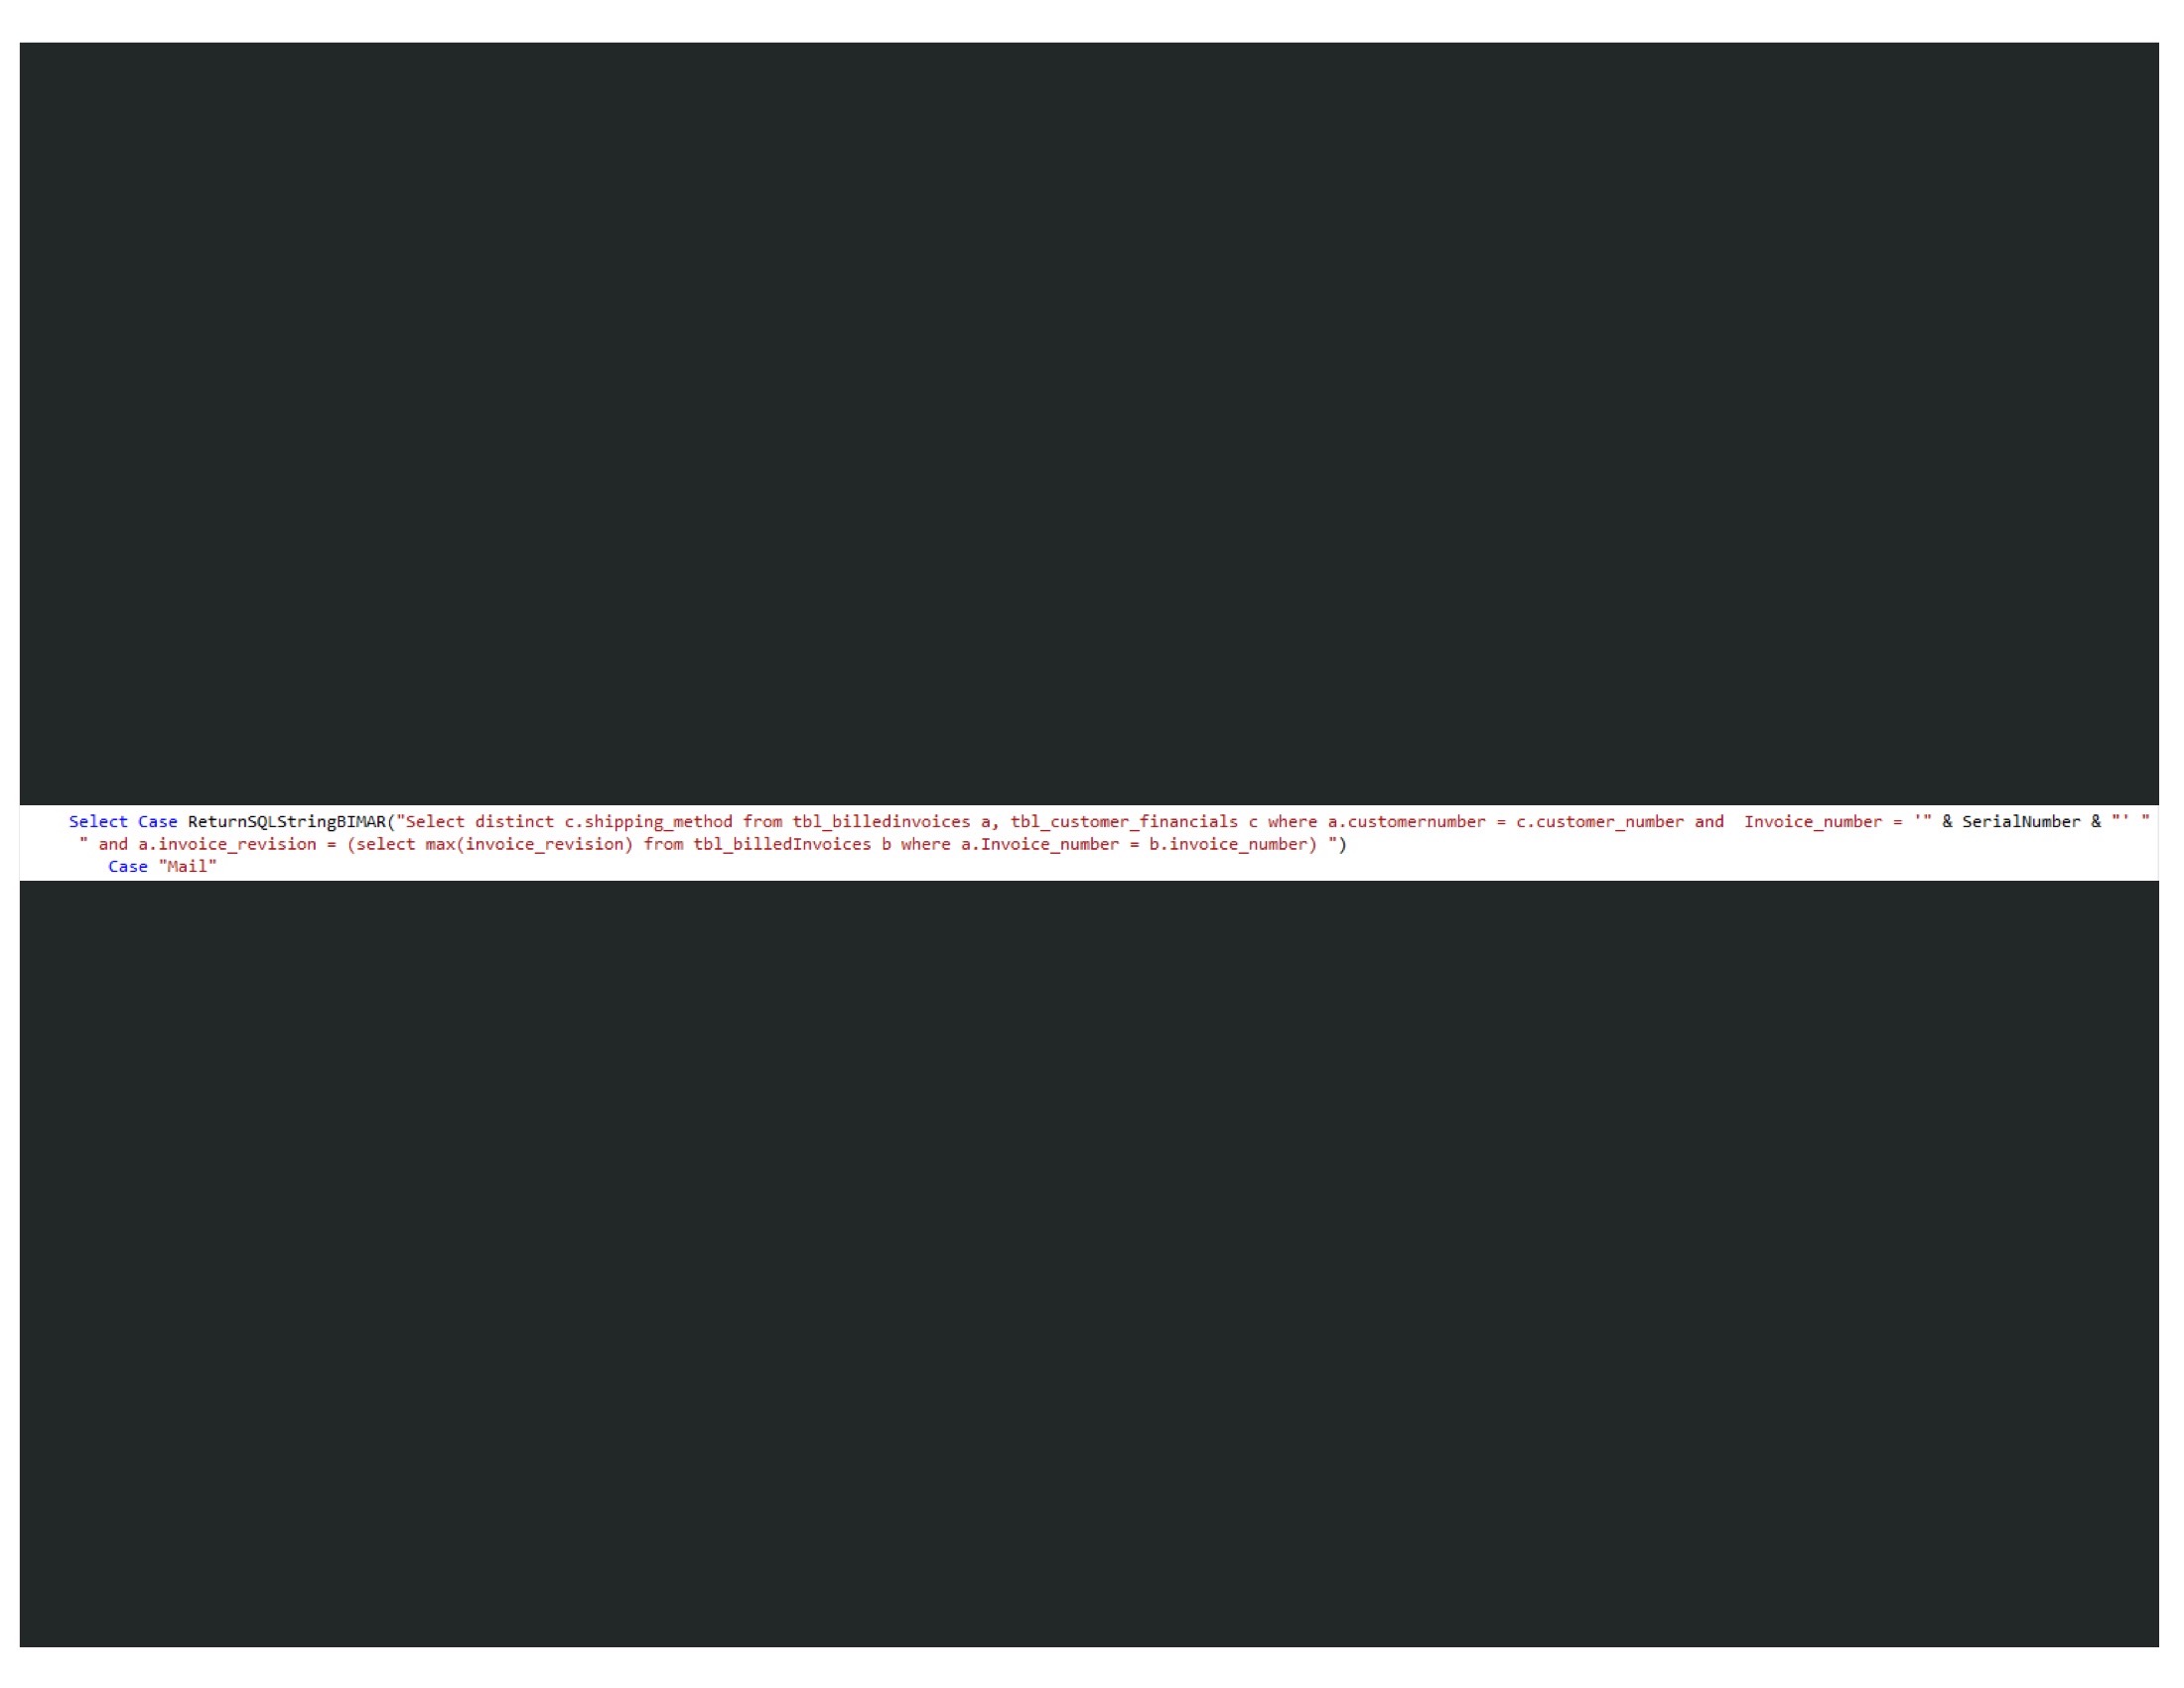 Select Case ReturnSQLStringBIMAR("Select distinct c.shipping_method from tbl_billedinvoices a, tbl_customer_financials c where a.customernumber = c.customer_number and  Invoice_number = '" & SerialNumber & "' "
" and a.invoice_revision = (select max(invoice_revision) from tbl_billedInvoices b where a.Invoice_number = b.invoice_number) ")
Case "Mail"